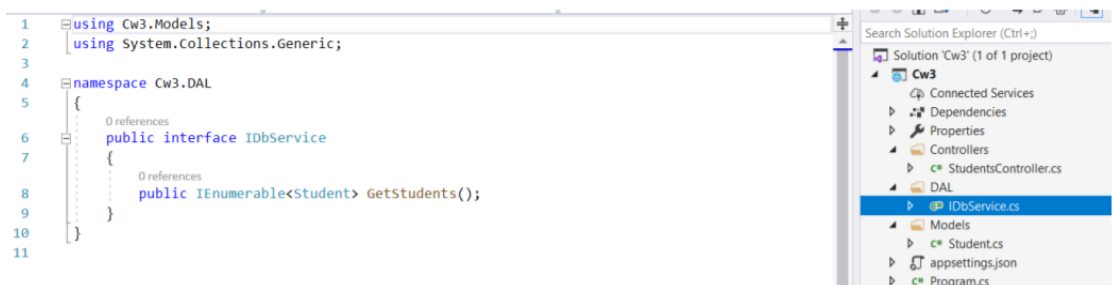 1 using Cw3.Models;
2 using System.Collections.Generic;
3
4 namespace Cw3.DAL
5 {
0 references
6 public interface IDbService
7 {
0 references
8 public IEnumerable<Student> GetStudents();
9 }
10 }
11
Search Solution Explorer (Ctrl+;)
Solution 'Cw3' (1 of 1 project)
Cw3
Connected Services
Dependencies
Properties
Controllers
C# StudentsController.cs
DAL
IDbService.cs
Models
C# Student.cs
appsettings.json
C# Program.cs